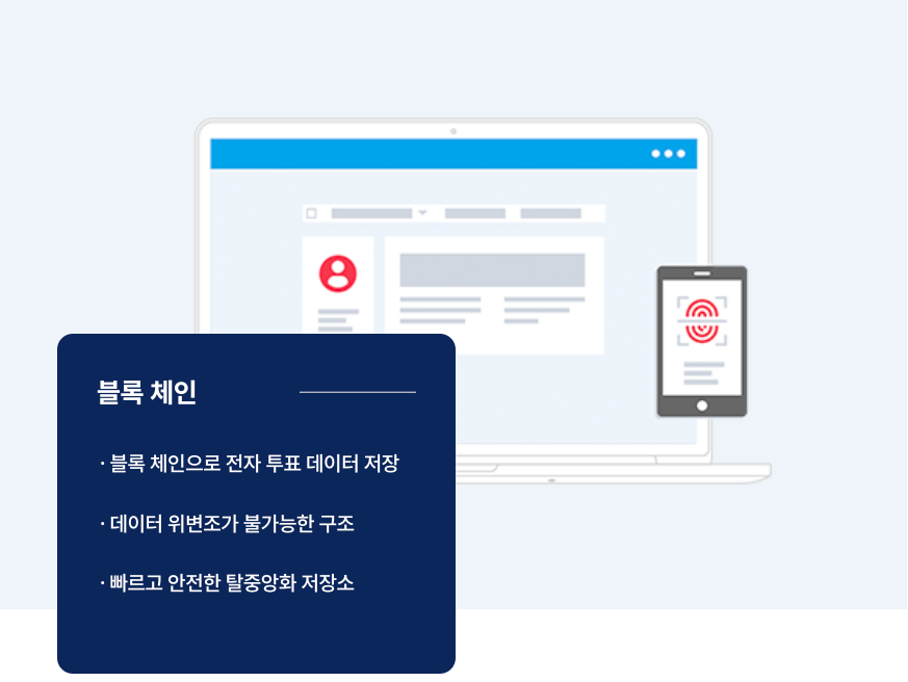 블록 체인
· 블록 체인으로 전자 투표 데이터 저장
· 데이터 위변조가 불가능한 구조
· 빠르고 안전한 탈중앙화 저장소